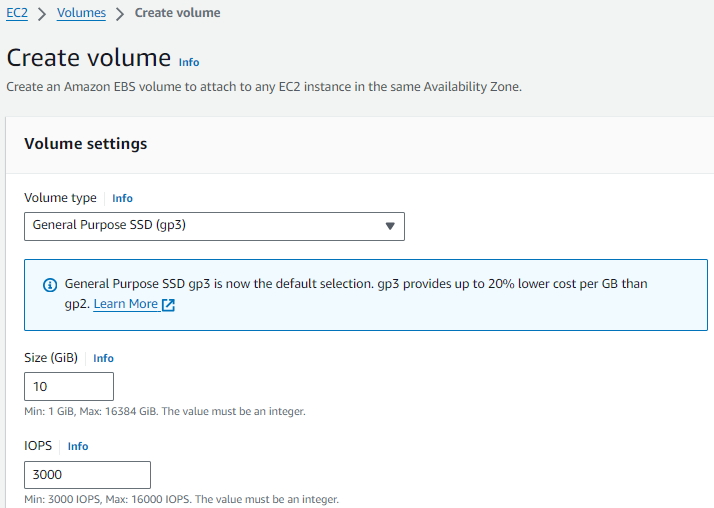 EC2 > Volumes > Create volume
Create volume Info
Create an Amazon EBS volume to attach to any EC2 instance in the same Availability Zone.
Volume settings
Volume type Info
General Purpose SSD (gp3)
General Purpose SSD gp3 is now the default selection. gp3 provides up to 20% lower cost per GB than
gp2. Learn More
Size (GiB) Info
10
Min: 1 GiB, Max: 16384 GiB. The value must be an integer.
IOPS Info
3000
Min: 3000 IOPS, Max: 16000 IOPS. The value must be an integer.